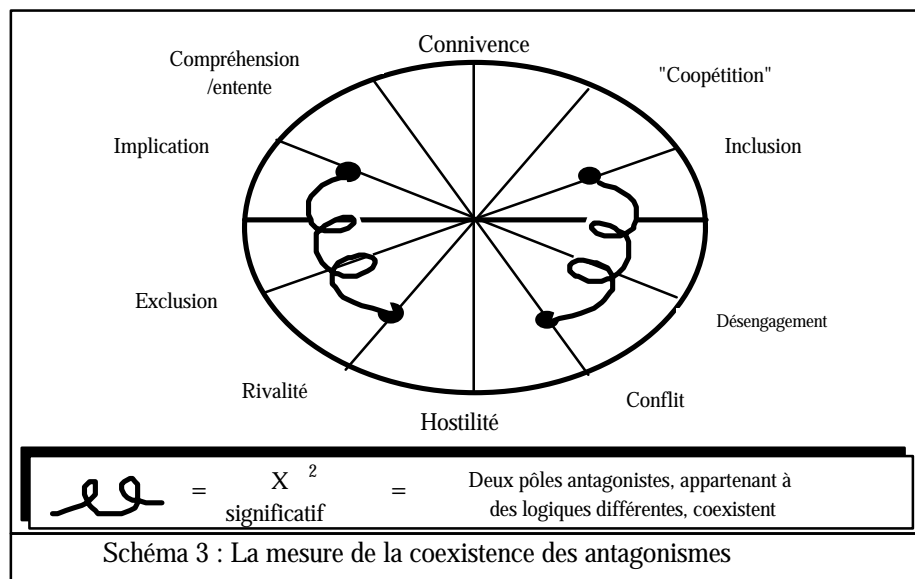 Connivence
Compréhension
/entente
"Coopétition"
Implication
Inclusion
Exclusion
Désengagement
Rivalité
Conflit
Hostilité
= X 2 = Deux pôles antagonistes, appartenant à
significatif des logiques différentes, coexistent
Schéma 3 : La mesure de la coexistence des antagonismes